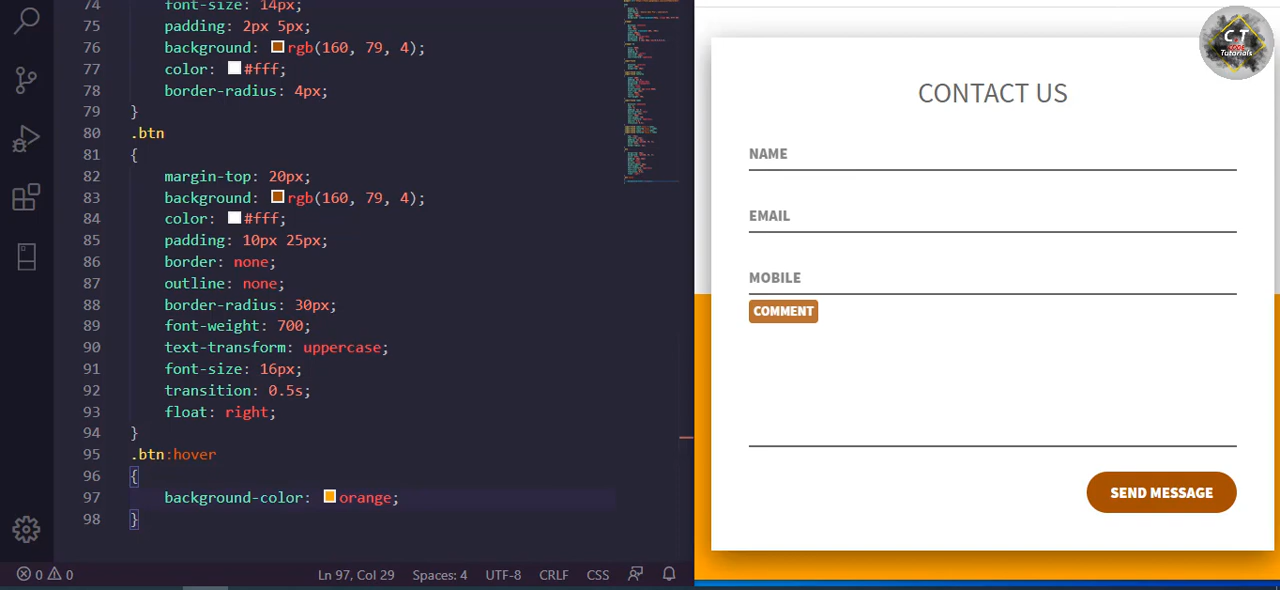 74 font-size: 14px;
75 padding: 2px 5px;
76 background: rgb(160, 79, 4);
77 color: #fff;
78 border-radius: 4px;
79 }
80 .btn
81 {
82 margin-top: 20px;
83 background: rgb(160, 79, 4);
84 color: #fff;
85 padding: 10px 25px;
86 border: none;
87 outline: none;
88 border-radius: 30px;
89 font-weight: 700;
90 text-transform: uppercase;
91 font-size: 16px;
92 transition: 0.5s;
93 float: right;
94 }
95 .btn:hover
96 {
97 background-color: orange;
98 }
0 0
Ln 97, Col 29
Spaces: 4
UTF-8
CRLF
CSS
C T
CODE
Tutorials
CONTACT US
NAME
EMAIL
MOBILE
COMMENT
SEND MESSAGE